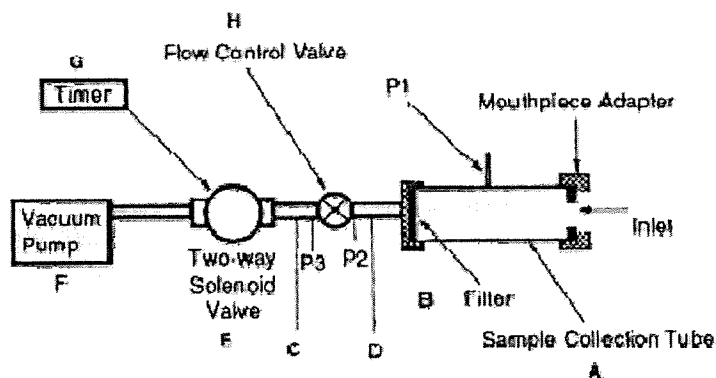 H
Flow Control Valve
G
Timer
P1
Mouthpiece Adapter
Vacuum
Pump
F
Two-way
Solenoid
Valve
E
P3
P2
C
D
B
Filter
Inlet
Sample Collection Tube
A